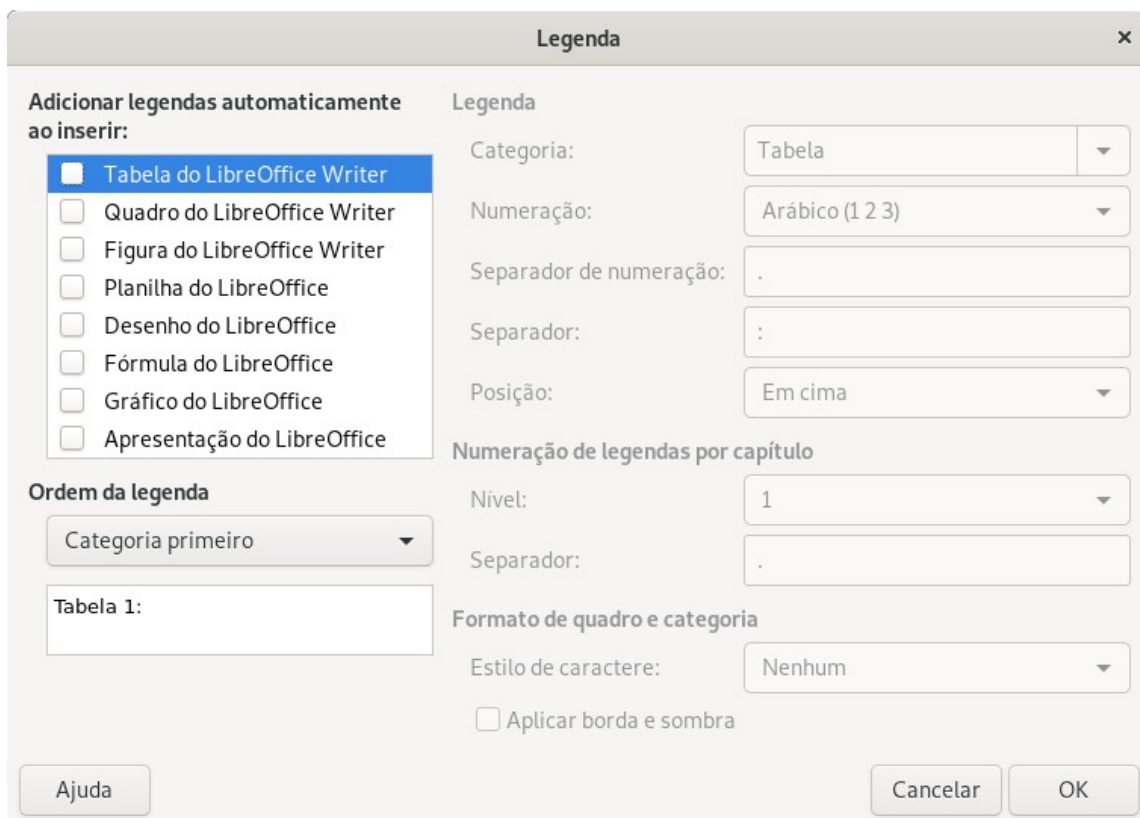 Legenda
Adicionar legendas automaticamente
ao inserir:
Tabela do LibreOffice Writer
Quadro do LibreOffice Writer
Figura do LibreOffice Writer
Planilha do LibreOffice
Desenho do LibreOffice
Fórmula do LibreOffice
Gráfico do LibreOffice
Apresentação do LibreOffice
Ordem da legenda
Categoria primeiro
Tabela 1:
Legenda
Categoria: Tabela
Numeração: Arábico (1 2 3)
Separador de numeração: .
Separador: :
Posição: Em cima
Numeração de legendas por capítulo
Nível: 1
Separador: .
Formato de quadro e categoria
Estilo de caractere: Nenhum
Aplicar borda e sombra
Ajuda Cancelar OK